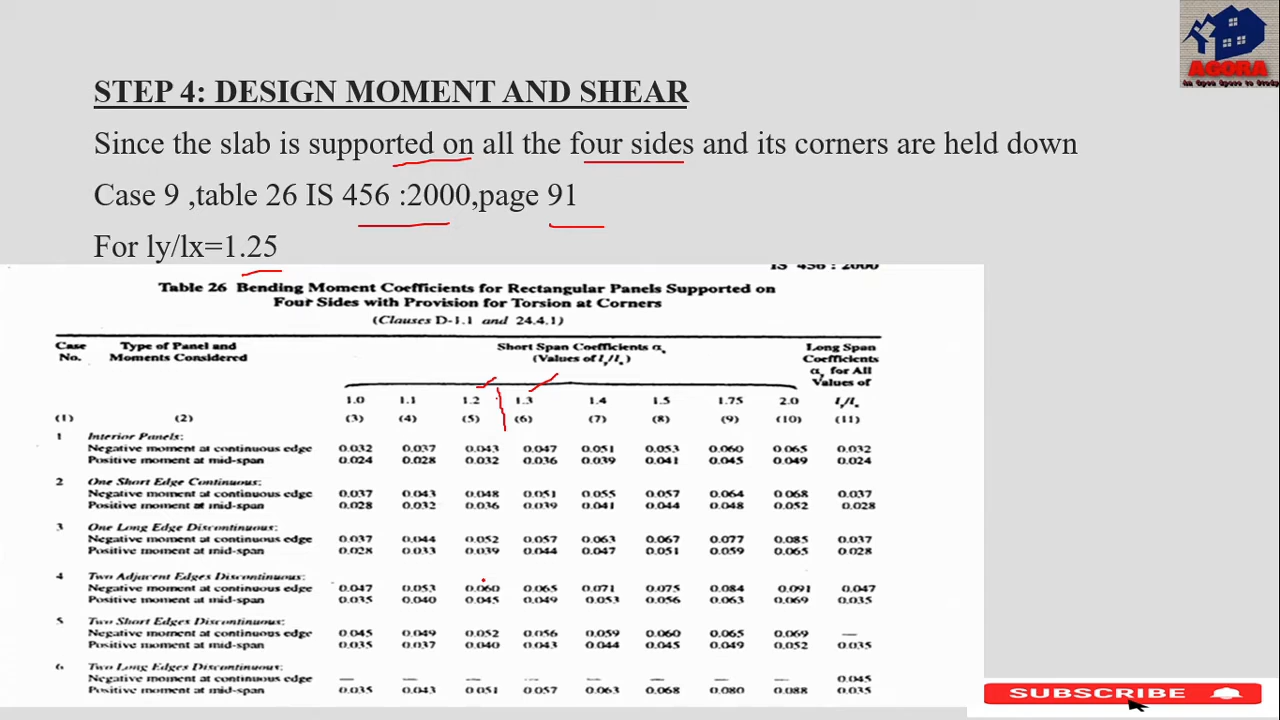 AGORA
An Open Space to Study
STEP 4: DESIGN MOMENT AND SHEAR
Since the slab is supported on all the four sides and its corners are held down
Case 9 ,table 26 IS 456 :2000,page 91
For ly/lx=1.25
IS 456 : 2000
Table 26 Bending Moment Coefficients for Rectangular Panels Supported on
Four Sides with Provision for Torsion at Corners
(Clauses D-1.1 and 24.4.1)
Case No. Type of Panel and Moments Considered Short Span Coefficients αx (Values of ly/lx) Long Span Coefficients αy for All Values of ly/lx
1.0 1.1 1.2 1.3 1.4 1.5 1.75 2.0
(1) (2) (3) (4) (5) (6) (7) (8) (9) (10) (11)
1 Interior Panels:
Negative moment at continuous edge 0.032 0.037 0.043 0.047 0.051 0.053 0.060 0.065 0.032
Positive moment at mid-span 0.024 0.028 0.032 0.036 0.039 0.041 0.045 0.049 0.024
2 One Short Edge Continuous:
Negative moment at continuous edge 0.037 0.043 0.048 0.051 0.055 0.057 0.064 0.068 0.037
Positive moment at mid-span 0.028 0.032 0.036 0.039 0.041 0.044 0.048 0.052 0.028
3 One Long Edge Discontinuous:
Negative moment at continuous edge 0.037 0.044 0.052 0.057 0.063 0.067 0.077 0.085 0.037
Positive moment at mid-span 0.028 0.033 0.039 0.044 0.047 0.051 0.059 0.065 0.028
4 Two Adjacent Edges Discontinuous:
Negative moment at continuous edge 0.047 0.053 0.060 0.065 0.071 0.075 0.084 0.091 0.047
Positive moment at mid-span 0.035 0.040 0.045 0.049 0.053 0.056 0.063 0.069 0.035
5 Two Short Edges Discontinuous:
Negative moment at continuous edge 0.045 0.049 0.052 0.056 0.059 0.060 0.065 0.069 —
Positive moment at mid-span 0.035 0.037 0.040 0.043 0.044 0.045 0.049 0.052 0.035
6 Two Long Edges Discontinuous:
Negative moment at continuous edge — — — — — — — — 0.045
Positive moment at mid-span 0.035 0.043 0.051 0.057 0.063 0.068 0.080 0.088 0.035
SUBSCRIBE